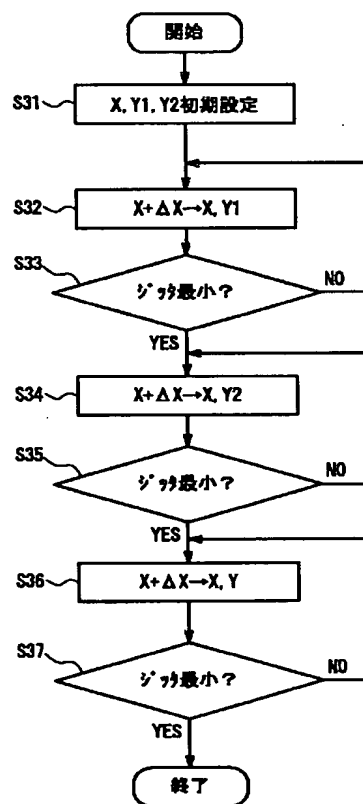 開始
S31
X,Y1,Y2初期設定
S32
X+ΔX→X,Y1
S33
ジッタ最小?
NO
YES
S34
X+ΔX→X,Y2
S35
ジッタ最小?
NO
YES
S36
X+ΔX→X,Y
S37
ジッタ最小?
NO
YES
終了